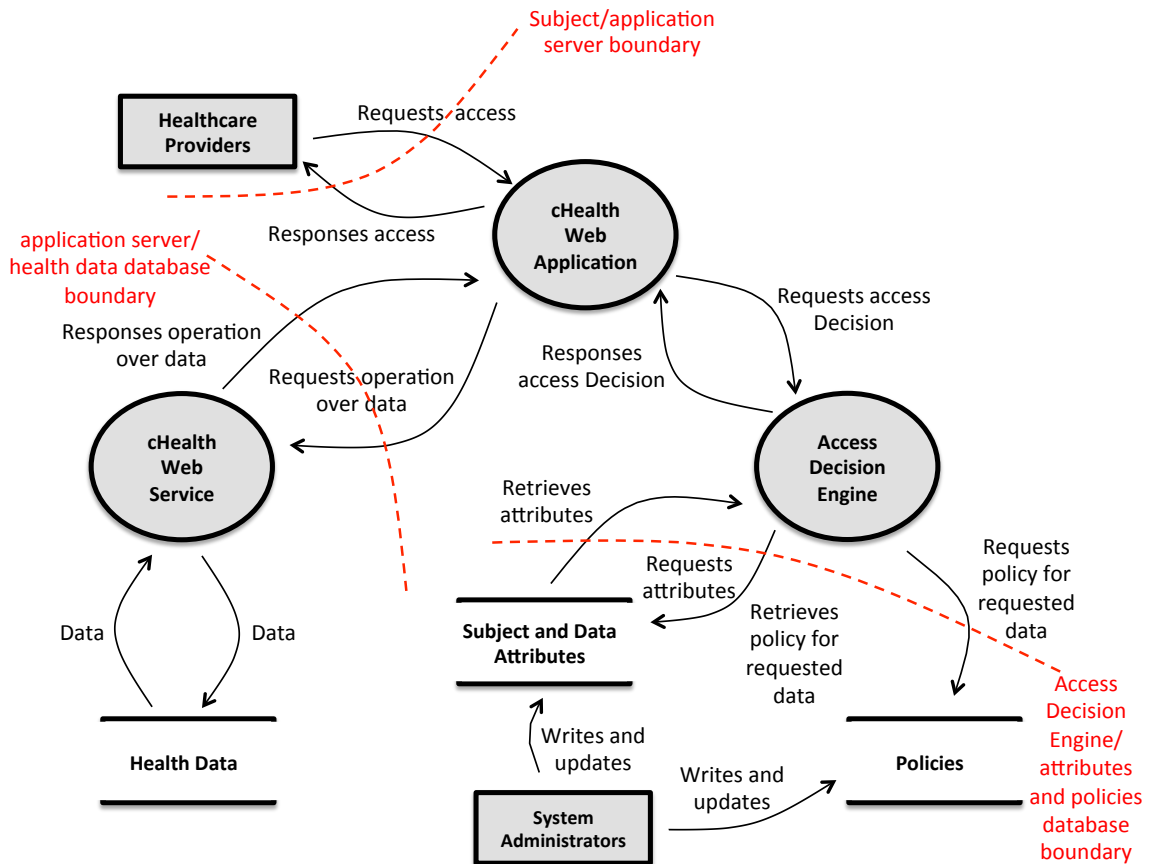 Subject/application
server boundary
Healthcare
Providers
Requests  access
cHealth
Web
Application
Responses access
application server/
health data database
boundary
Requests access
Decision
Responses operation
over data
Responses
access Decision
Requests operation
over data
cHealth
Web
Service
Access
Decision
Engine
Retrieves
attributes
Requests
attributes
Requests
policy for
requested
data
Data
Data
Subject and Data
Attributes
Retrieves
policy for
requested
data
Access
Decision
Engine/
attributes
and policies
database
boundary
Health Data
Writes and
updates
Policies
Writes and
updates
System
Administrators